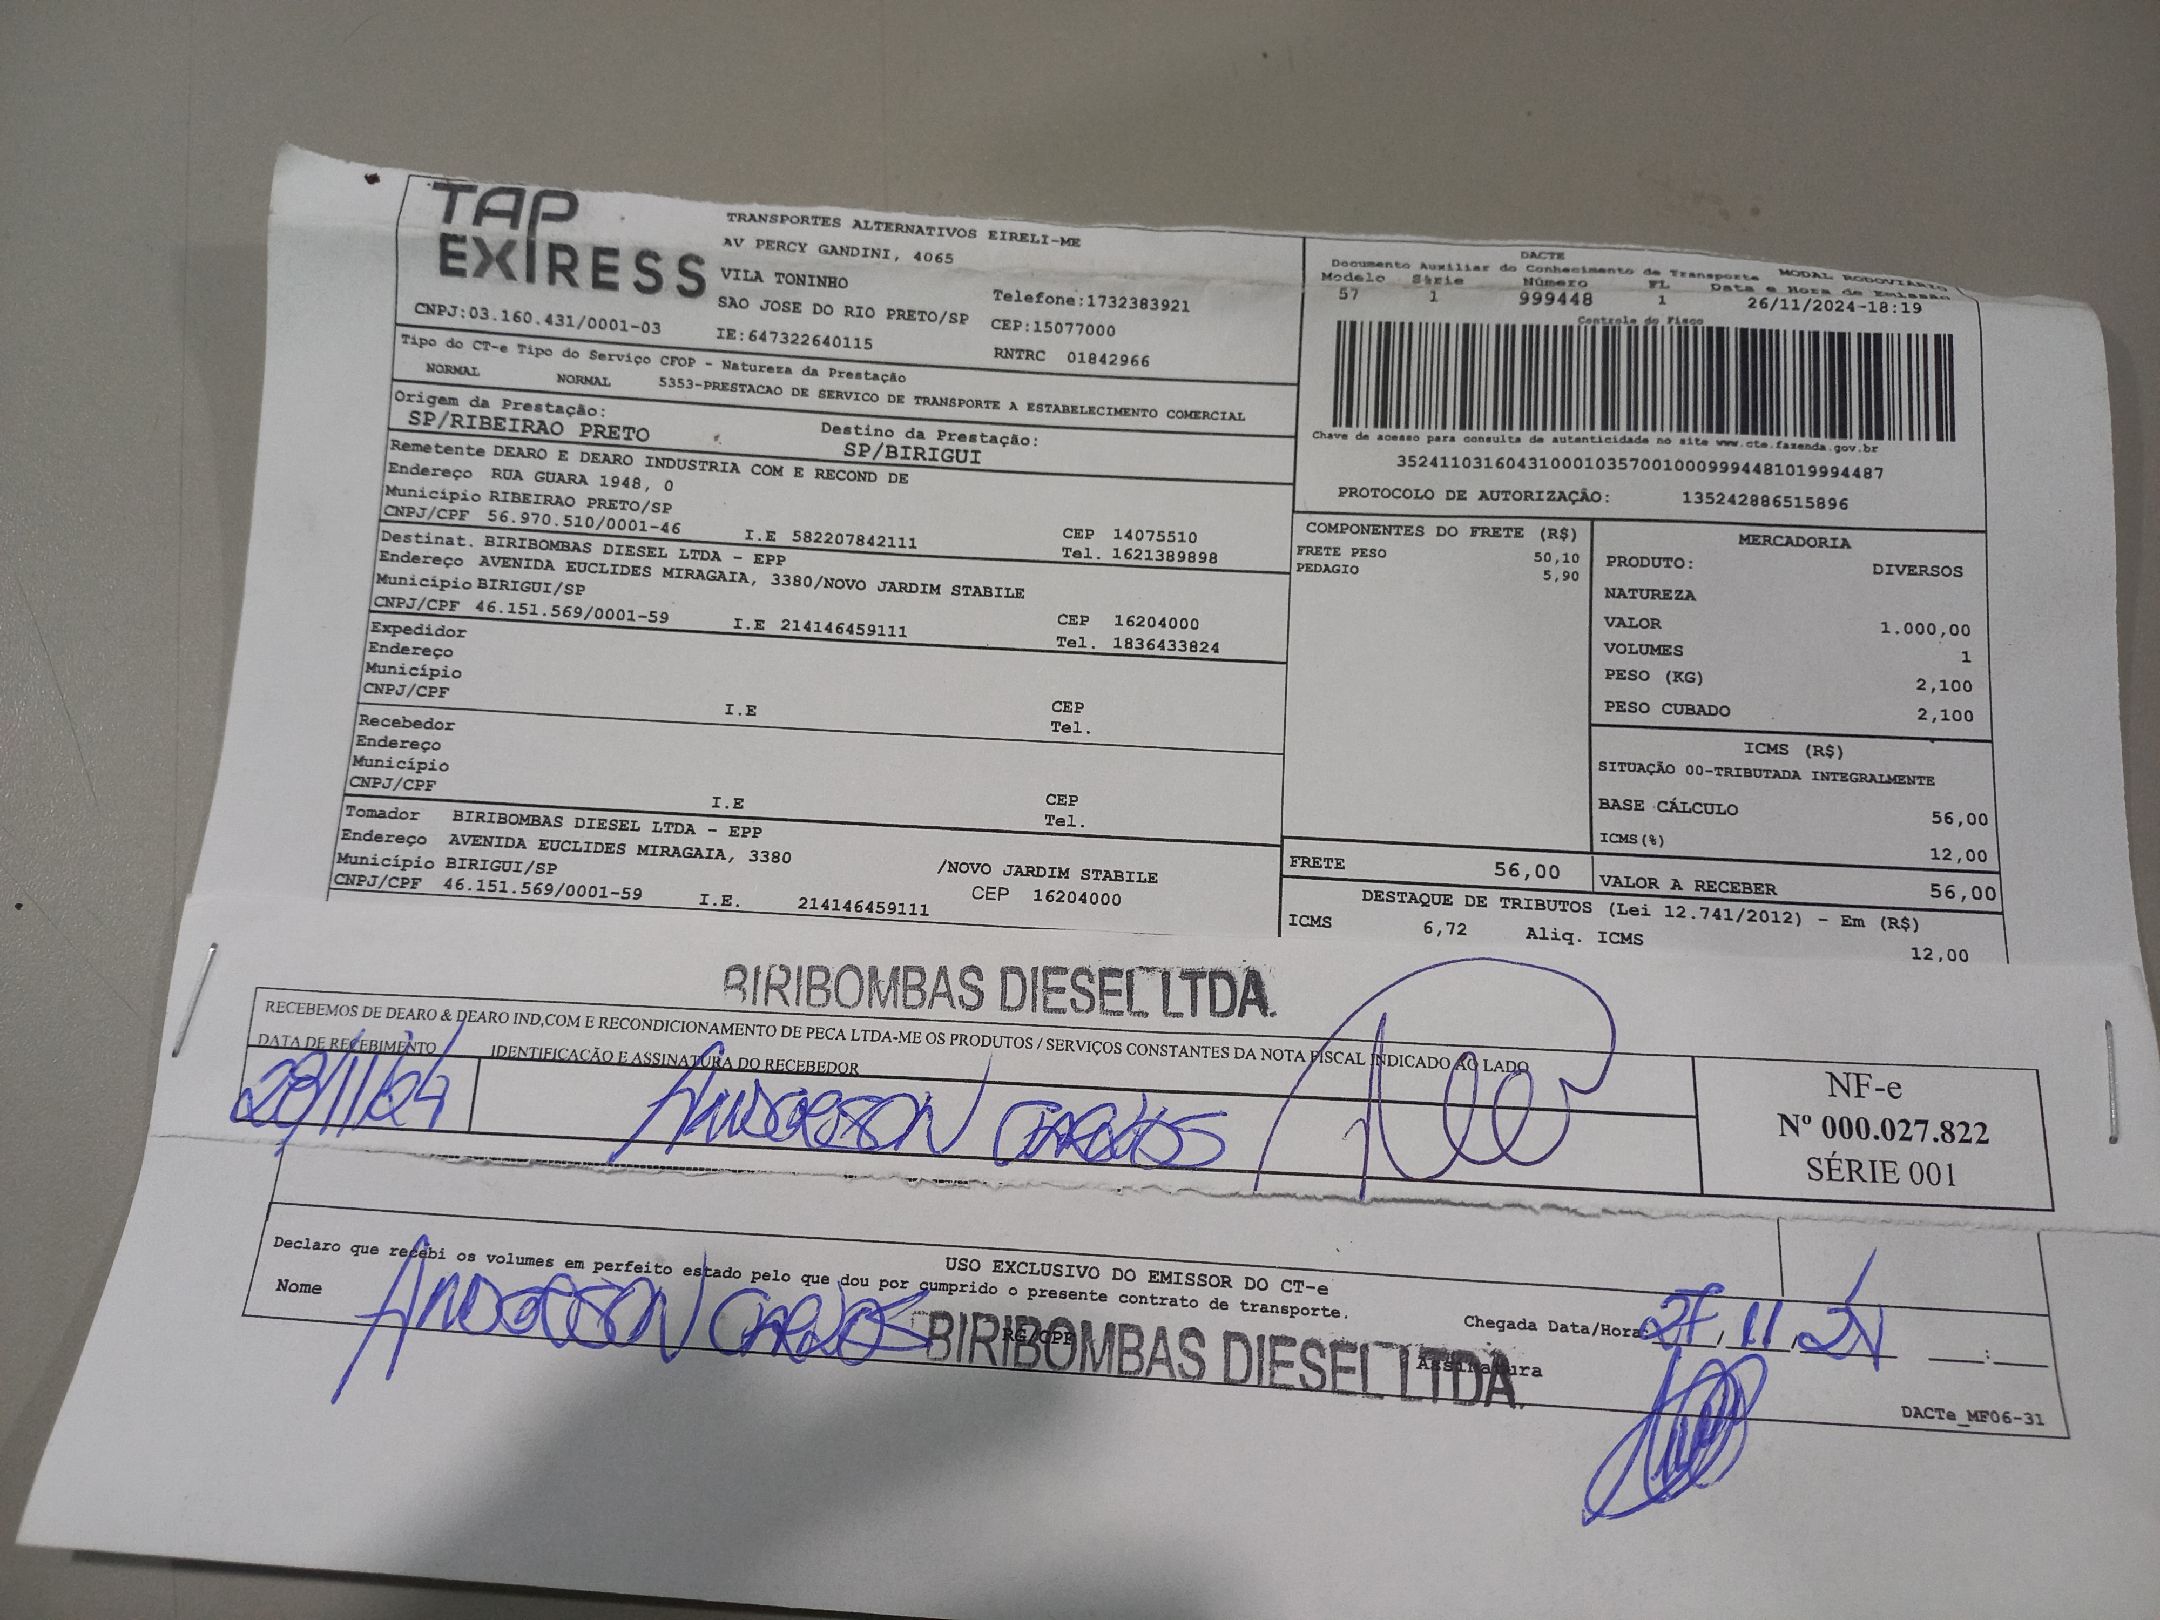 TAP
EXIRESS
TRANSPORTES ALTERNATIVOS EIRELI-ME
AV PERCY GANDINI, 4065
VILA TONINHO
SAO JOSE DO RIO PRETO/SP
Telefone:1732383921
CEP:15077000
CNPJ:03.160.431/0001-03
IE:647322640115
RNTRC 01842966
Tipo do CT-e Tipo do Serviço CFOP - Natureza da Prestação
NORMAL NORMAL 5353-PRESTACAO DE SERVICO DE TRANSPORTE A ESTABELECIMENTO COMERCIAL
Origem da Prestação:
SP/RIBEIRAO PRETO
Destino da Prestação:
SP/BIRIGUI
Remetente DEARO E DEARO INDUSTRIA COM E RECOND DE
Endereço RUA GUARA 1948, 0
Município RIBEIRAO PRETO/SP
CEP 14075510
CNPJ/CPF 56.970.510/0001-46 I.E 582207842111 Tel. 1621389898
Destinat. BIRIBOMBAS DIESEL LTDA - EPP
Endereço AVENIDA EUCLIDES MIRAGAIA, 3380/NOVO JARDIM STABILE
Município BIRIGUI/SP
CEP 16204000
CNPJ/CPF 46.151.569/0001-59 I.E 214146459111 Tel. 1836433824
Expedidor
Endereço
Município
CEP
CNPJ/CPF I.E Tel.
Recebedor
Endereço
Município
CEP
CNPJ/CPF I.E Tel.
Tomador BIRIBOMBAS DIESEL LTDA - EPP
Endereço AVENIDA EUCLIDES MIRAGAIA, 3380 /NOVO JARDIM STABILE
Município BIRIGUI/SP CEP 16204000
CNPJ/CPF 46.151.569/0001-59 I.E. 214146459111
DACTE
Documento Auxiliar do Conhecimento de Transporte MODAL RODOVIÁRIO
Modelo Série Número FL Data e Hora de Emissão
57 1 999448 1 26/11/2024-18:19
Controle do Fisco
Chave de acesso para consulta de autenticidade no site www.cte.fazenda.gov.br
35241103160431000103570010009994481019994487
PROTOCOLO DE AUTORIZAÇÃO: 135242886515896
COMPONENTES DO FRETE (R$)
FRETE PESO 50,10
PEDAGIO 5,90
MERCADORIA
PRODUTO: DIVERSOS
NATUREZA
VALOR 1.000,00
VOLUMES 1
PESO (KG) 2,100
PESO CUBADO 2,100
ICMS (R$)
SITUAÇÃO 00-TRIBUTADA INTEGRALMENTE
BASE CÁLCULO 56,00
ICMS(%) 12,00
FRETE 56,00
VALOR A RECEBER 56,00
DESTAQUE DE TRIBUTOS (Lei 12.741/2012) - Em (R$)
ICMS 6,72 Aliq. ICMS 12,00
BIRIBOMBAS DIESEL LTDA.
RECEBEMOS DE DEARO & DEARO IND,COM E RECONDICIONAMENTO DE PECA LTDA-ME OS PRODUTOS / SERVIÇOS CONSTANTES DA NOTA FISCAL INDICADO AO LADO
DATA DE RECEBIMENTO IDENTIFICAÇÃO E ASSINATURA DO RECEBEDOR
Anderson Carlos
NF-e
Nº 000.027.822
SÉRIE 001
USO EXCLUSIVO DO EMISSOR DO CT-e
Declaro que recebi os volumes em perfeito estado pelo que dou por cumprido o presente contrato de transporte.
Chegada Data/Hora: 27, 11, 24 :
Nome Anderson Carlos RG/CPF Assinatura
BIRIBOMBAS DIESEL LTDA.
DACTe_MF06-31